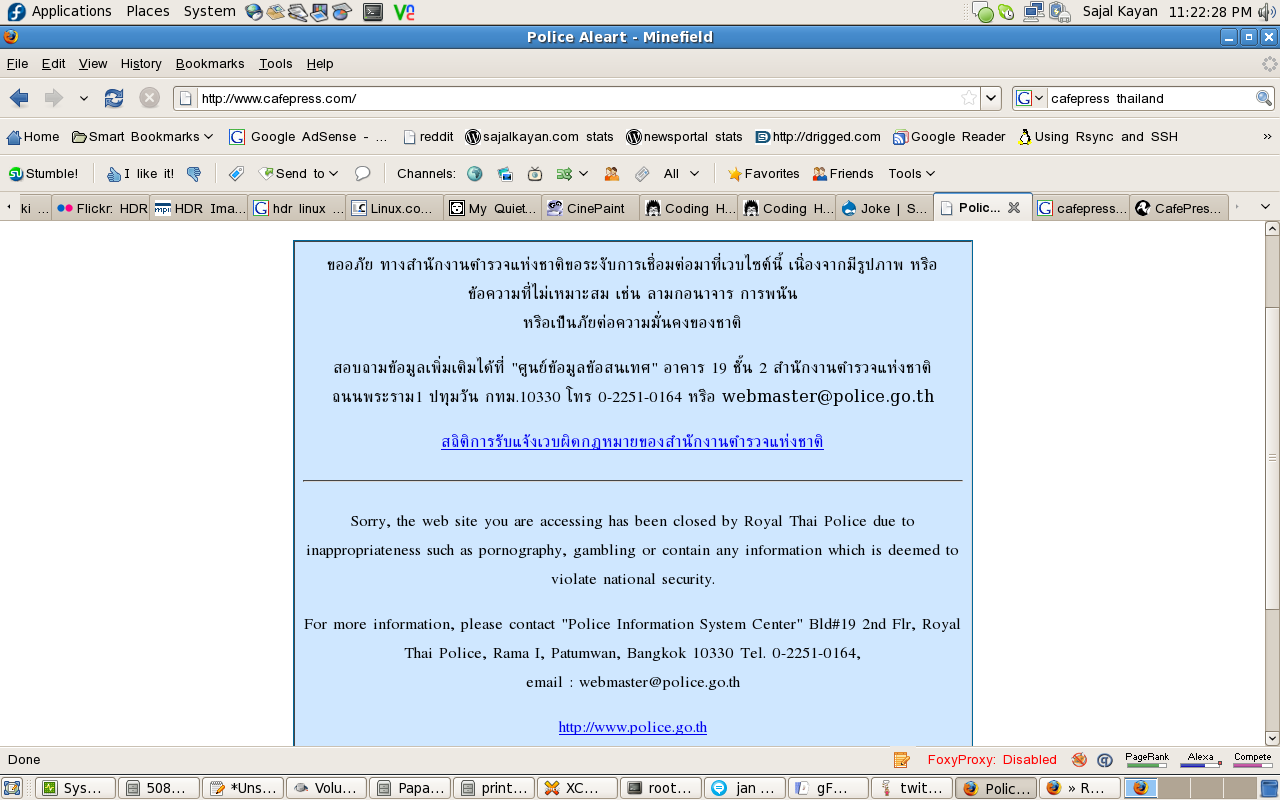 Applications Places System Sajal Kayan 11:22:28 PM
Police Aleart - Minefield
File Edit View History Bookmarks Tools Help
http://www.cafepress.com/ cafepress thailand
Home Smart Bookmarks Google AdSense - ... reddit sajalkayan.com stats newsportal stats http://drigged.com Google Reader Using Rsync and SSH »
Stumble! I like it! Send to Channels: All Favorites Friends Tools
ki ... Flickr: HDR HDR Ima... hdr linux ... Linux.co... My Quiet... CinePaint Coding H... Coding H... Joke | S... Polic... cafepress... CafePres...
ขออภัย ทางสำนักงานตำรวจแห่งชาติขอระงับการเชื่อมต่อมาที่เวบไซต์นี้ เนื่องจากมีรูปภาพ หรือ
ข้อความที่ไม่เหมาะสม เช่น ลามกอนาจาร การพนัน
หรือเป็นภัยต่อความมั่นคงของชาติ
สอบถามข้อมูลเพิ่มเติมได้ที่ "ศูนย์ข้อมูลข้อสนเทศ" อาคาร 19 ชั้น 2 สำนักงานตำรวจแห่งชาติ
ถนนพระราม1 ปทุมวัน กทม.10330 โทร 0-2251-0164 หรือ webmaster@police.go.th
สถิติการรับแจ้งเวบผิดกฎหมายของสำนักงานตำรวจแห่งชาติ
Sorry, the web site you are accessing has been closed by Royal Thai Police due to
inappropriateness such as pornography, gambling or contain any information which is deemed to
violate national security.
For more information, please contact "Police Information System Center" Bld#19 2nd Flr, Royal
Thai Police, Rama I, Patumwan, Bangkok 10330 Tel. 0-2251-0164,
email : webmaster@police.go.th
http://www.police.go.th
Done FoxyProxy: Disabled PageRank Alexa Compete
Sys... 508... *Uns... Volu... Papa... print... XC... root... jan ... gF... twit... Polic... » R...